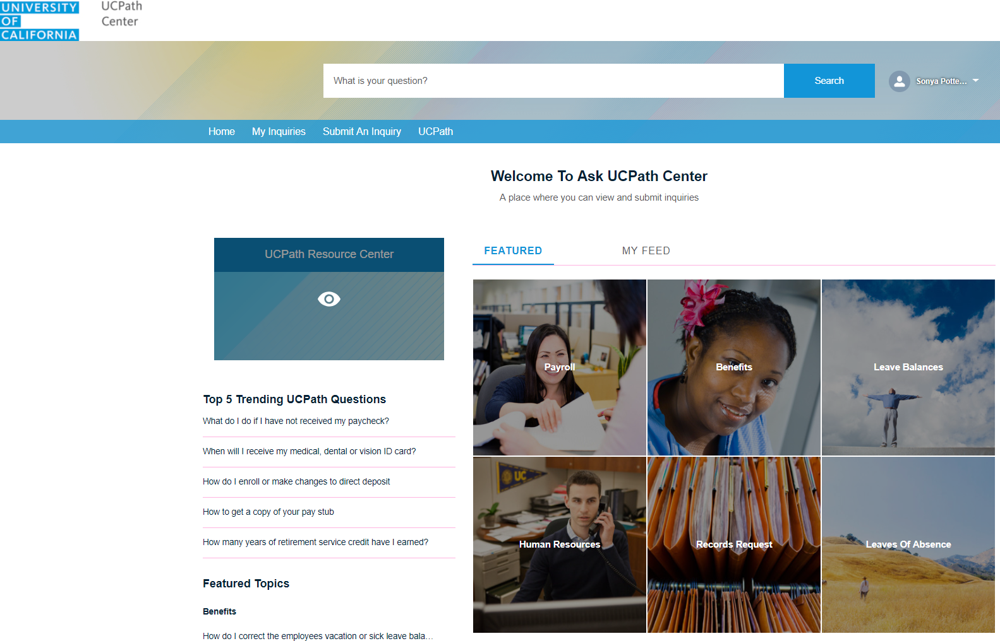 UNIVERSITY
OF
CALIFORNIA
UCPath
Center
What is your question?
Search
Sonya Potte...
Home
My Inquiries
Submit An Inquiry
UCPath
Welcome To Ask UCPath Center
A place where you can view and submit inquiries
UCPath Resource Center
FEATURED
MY FEED
Payroll
Benefits
Leave Balances
UC
Human Resources
Records Request
Leaves Of Absence
Top 5 Trending UCPath Questions
What do I do if I have not received my paycheck?
When will I receive my medical, dental or vision ID card?
How do I enroll or make changes to direct deposit
How to get a copy of your pay stub
How many years of retirement service credit have I earned?
Featured Topics
Benefits
How do I correct the employees vacation or sick leave bala...